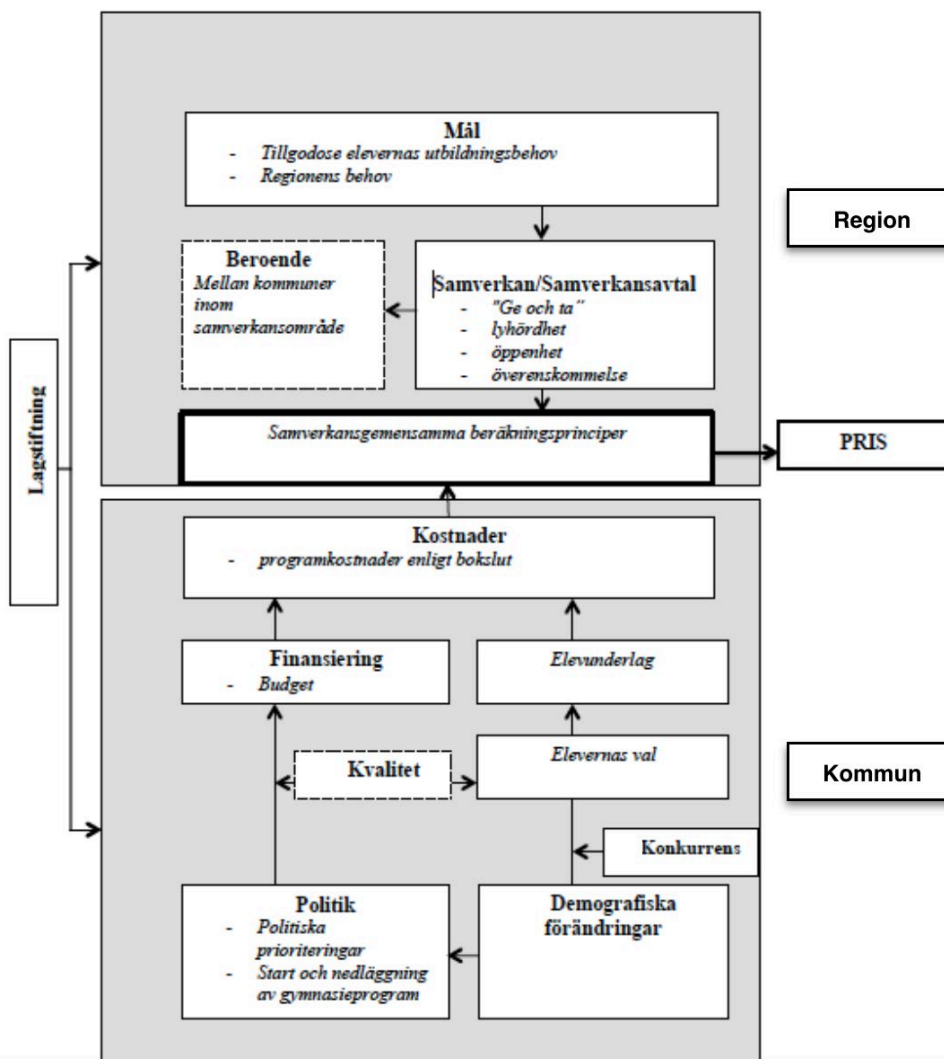 Mål
- Tillgodose elevernas utbildningsbehov
- Regionens behov
Region
Beroende
Mellan kommuner
inom
samverkansområde
Samverkan/Samverkansavtal
- "Ge och ta"
- lyhördhet
- öppenhet
- överenskommelse
Lagstiftning
Samverkansgemensamma beräkningsprinciper
PRIS
Kostnader
- programkostnader enligt bokslut
Finansiering
- Budget
Elevunderlag
Kvalitet
Elevernas val
Kommun
Konkurrens
Politik
- Politiska
prioriteringar
- Start och nedläggning
av gymnasieprogram
Demografiska
förändringar